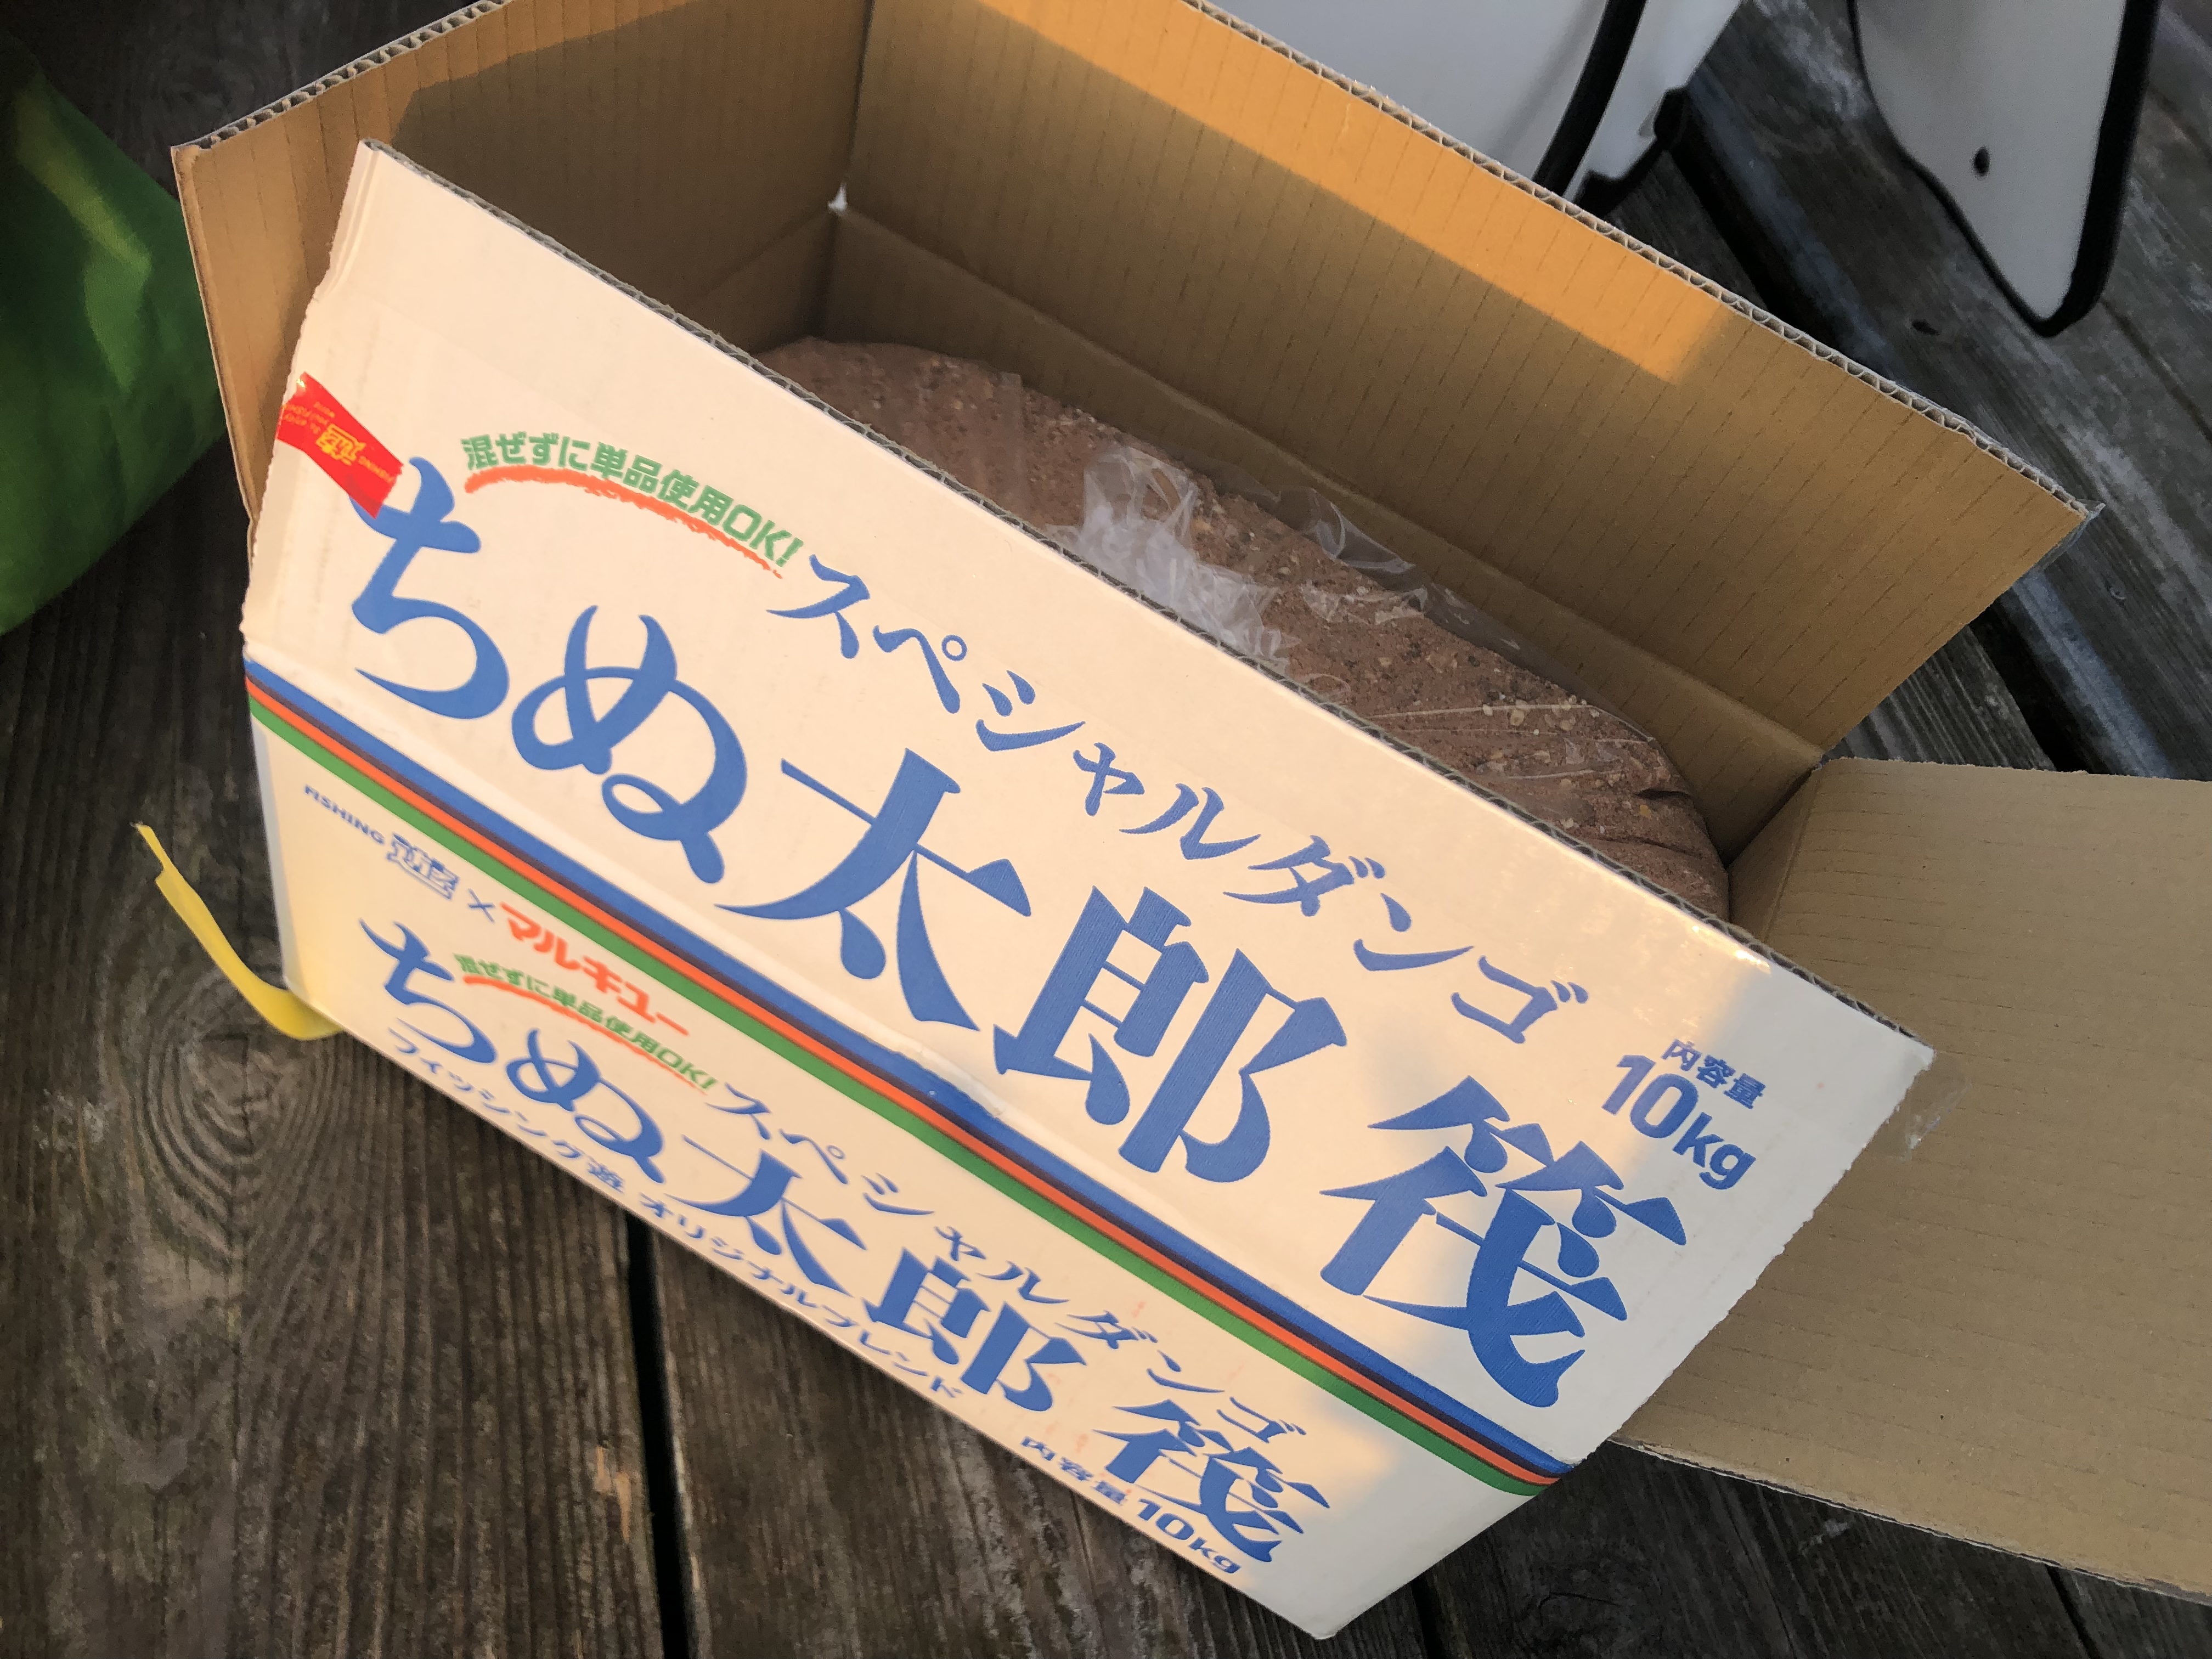 混ぜずに単品使用OK!
スペシャルダンゴ
ちぬ太郎 筏
内容量
10kg
FISHING 遊 × マルキュー
混ぜずに単品使用OK!
スペシャルダンゴ
ちぬ太郎 筏
フィッシング遊 オリジナルブレンド
内容量 10kg
遊
FISHING